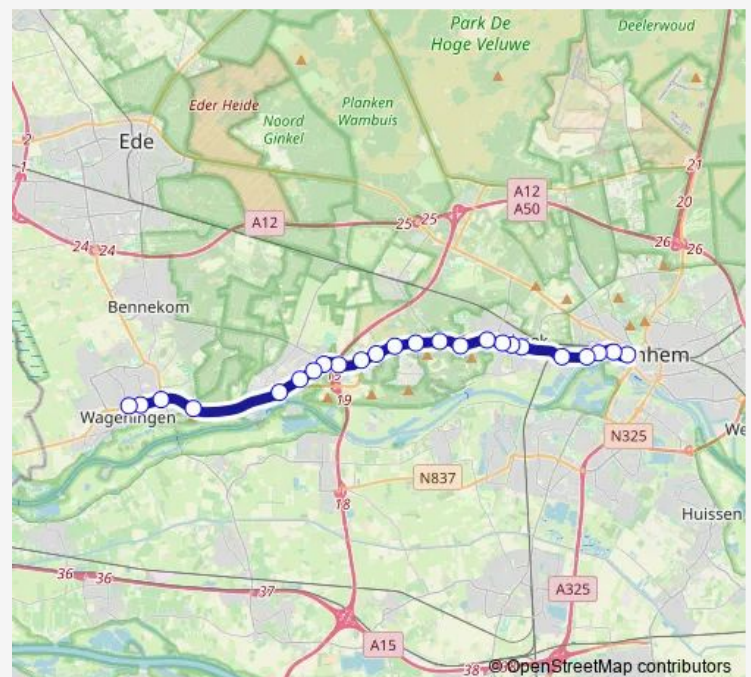 Park De
Hoge Veluwe
Deelerwoud
Eder Heide
Planken
Wambuis
Noord
Ginkel
Ede
2
1
21
20
A12
A50
A12
25
25
26
26
24
24
Bennekom
nhem
19
Wageningen
N325
We
N837
18
Huissen
36
36
37
A325
A15
38
© OpenStreetMap contributors